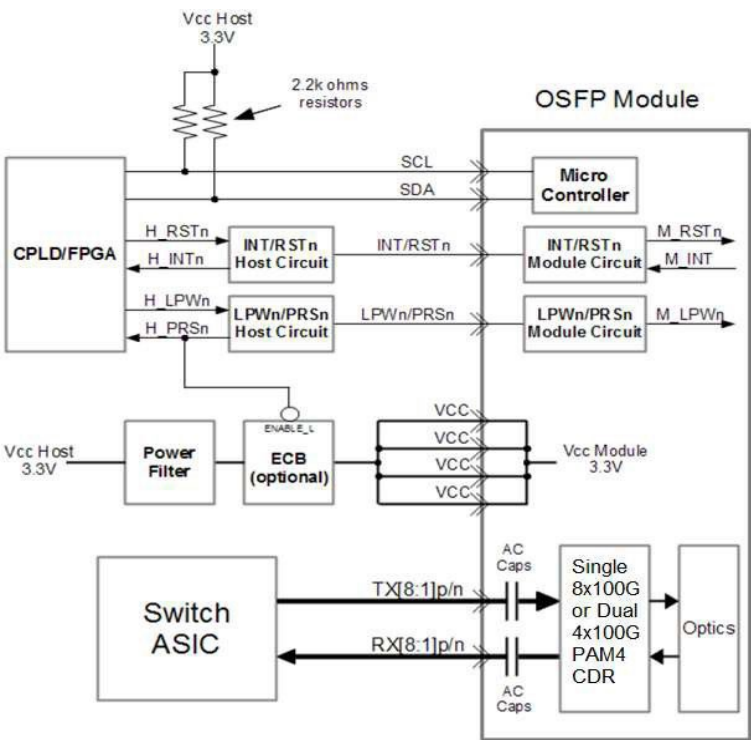 Vcc Host
3.3V
2.2k ohms
resistors
OSFP Module
SCL
SDA
Micro
Controller
CPLD/FPGA
H_RSTn
H_INTn
INT/RSTn
Host Circuit
INT/RSTn
INT/RSTn
Module Circuit
M_RSTn
M_INT
H_LPWn
H_PRSn
LPWn/PRSn
Host Circuit
LPWn/PRSn
LPWn/PRSn
Module Circuit
M_LPWn
Vcc Host
3.3V
Power
Filter
ENABLE_L
ECB
(optional)
VCC
VCC
VCC
VCC
Vcc Module
3.3V
Switch
ASIC
TX[8:1]p/n
RX[8:1]p/n
AC
Caps
AC
Caps
Single
8x100G
or Dual
4x100G
PAM4
CDR
Optics